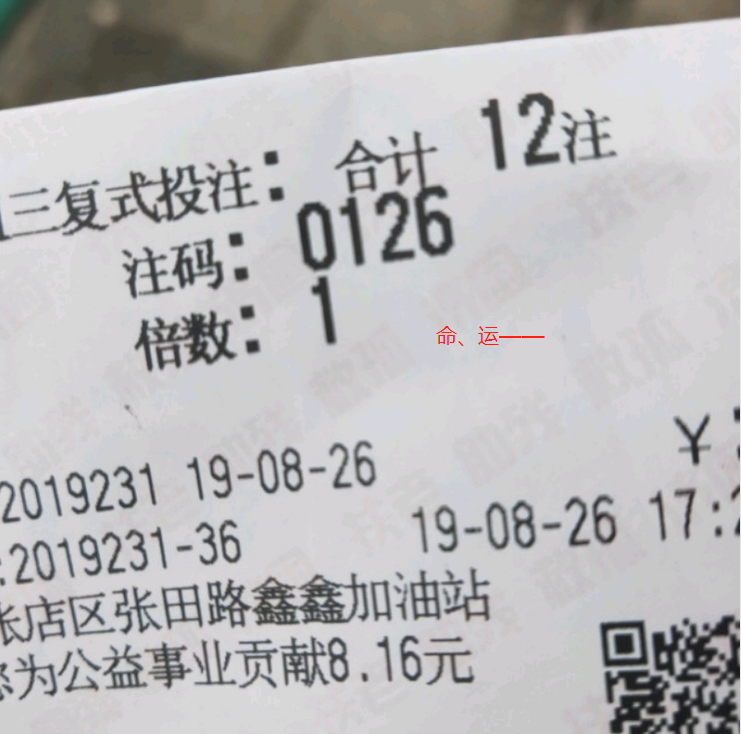 三复式投注: 合计 12注
注码: 0126
倍数: 1
命、运——
¥
2019231 19-08-26
:2019231-36 19-08-26 17:2
张店区张田路鑫鑫加油站
您为公益事业贡献8.16元